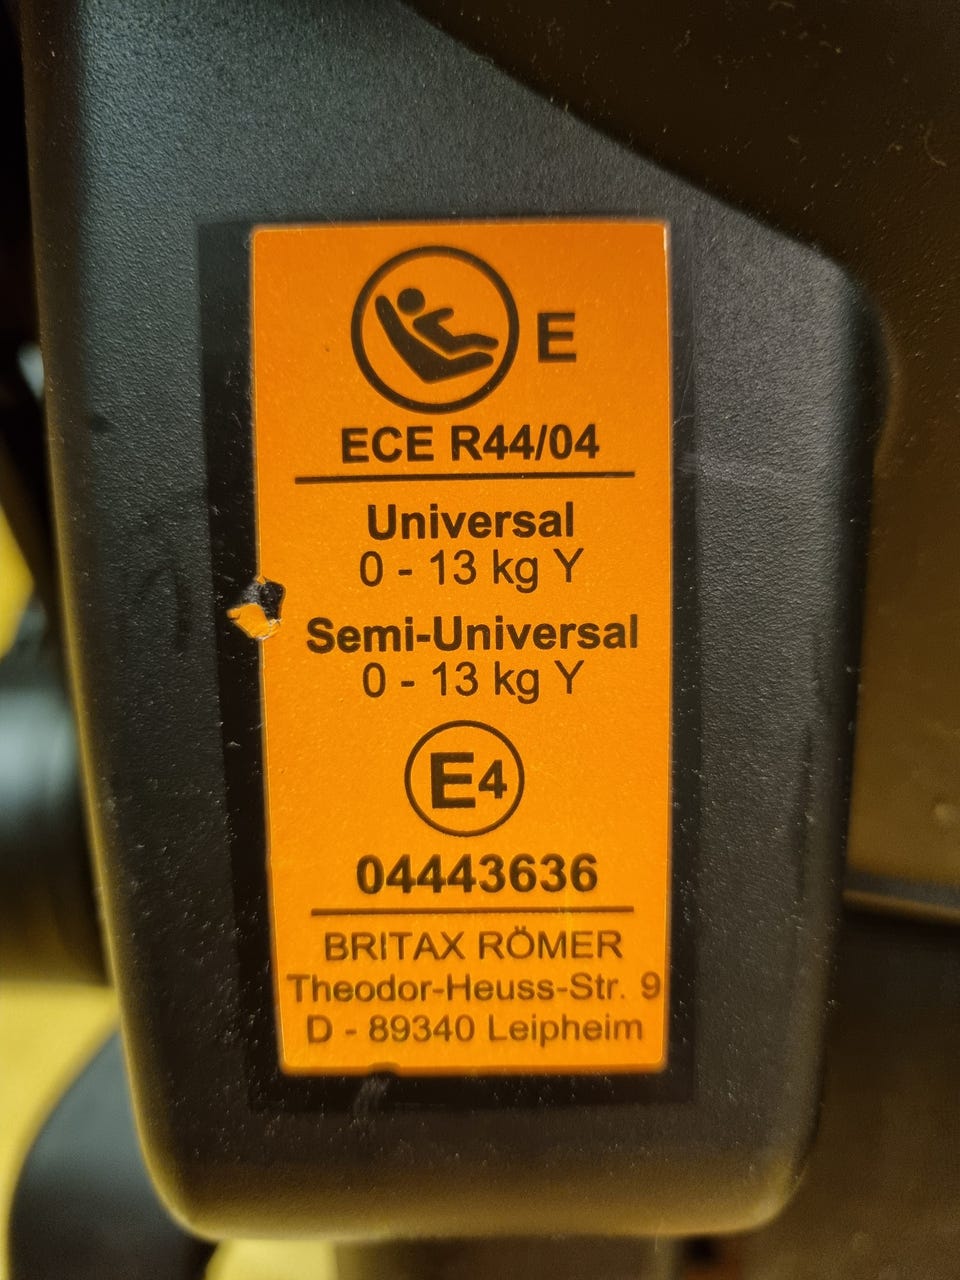 E
ECE R44/04
Universal
0 - 13 kg Y
Semi-Universal
0 - 13 kg Y
E4
04443636
BRITAX RÖMER
Theodor-Heuss-Str. 9
D - 89340 Leipheim